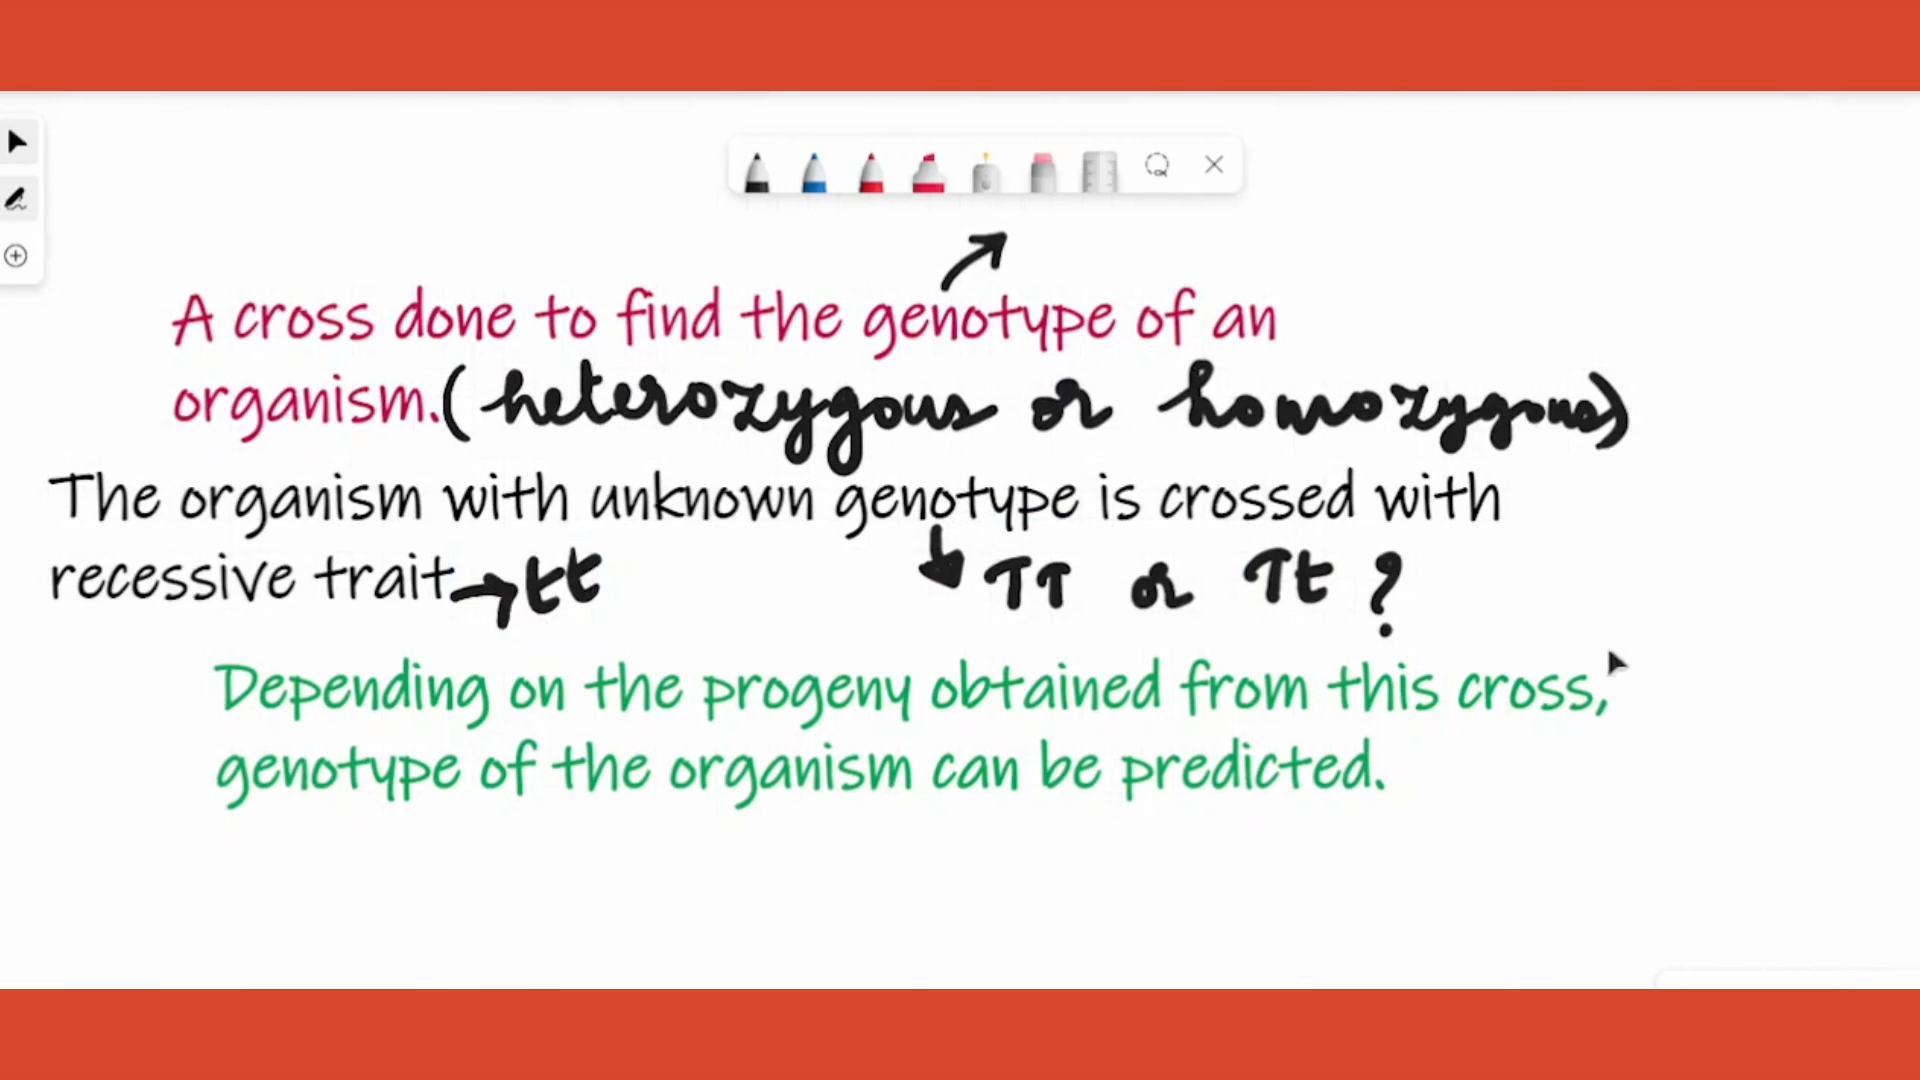 A cross done to find the genotype of an
organism.(heterozygous or homozygous)
The organism with unknown genotype is crossed with
recessive trait→tt TT or Tt ?
Depending on the progeny obtained from this cross,
genotype of the organism can be predicted.